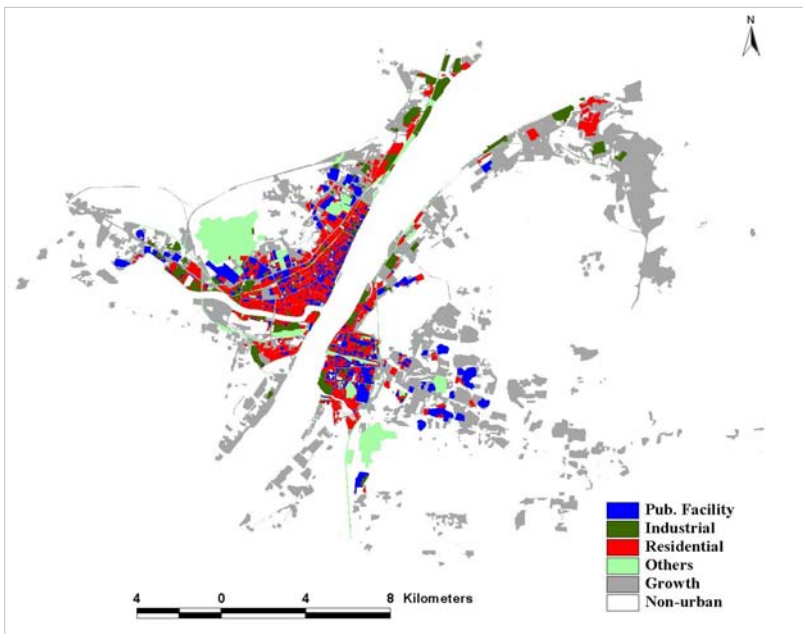 N
Pub. Facility
Industrial
Residential
Others
Growth
Non-urban
4 0 4 8 Kilometers